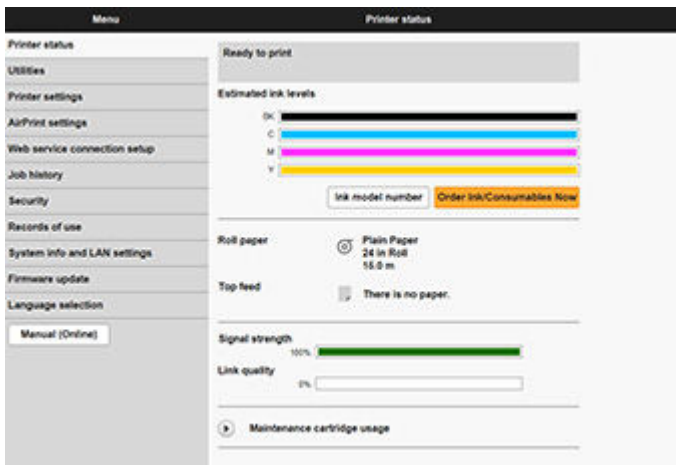 Menu
Printer status
Printer status
Utilities
Printer settings
AirPrint settings
Web service connection setup
Job history
Security
Records of use
System info and LAN settings
Firmware update
Language selection
Manual (Online)
Ready to print
Estimated ink levels
BK
C
M
Y
Ink model number
Order Ink/Consumables Now
Roll paper
Plain Paper
24 in Roll
15.0 m
Top feed
There is no paper.
Signal strength
100%
Link quality
0%
Maintenance cartridge usage